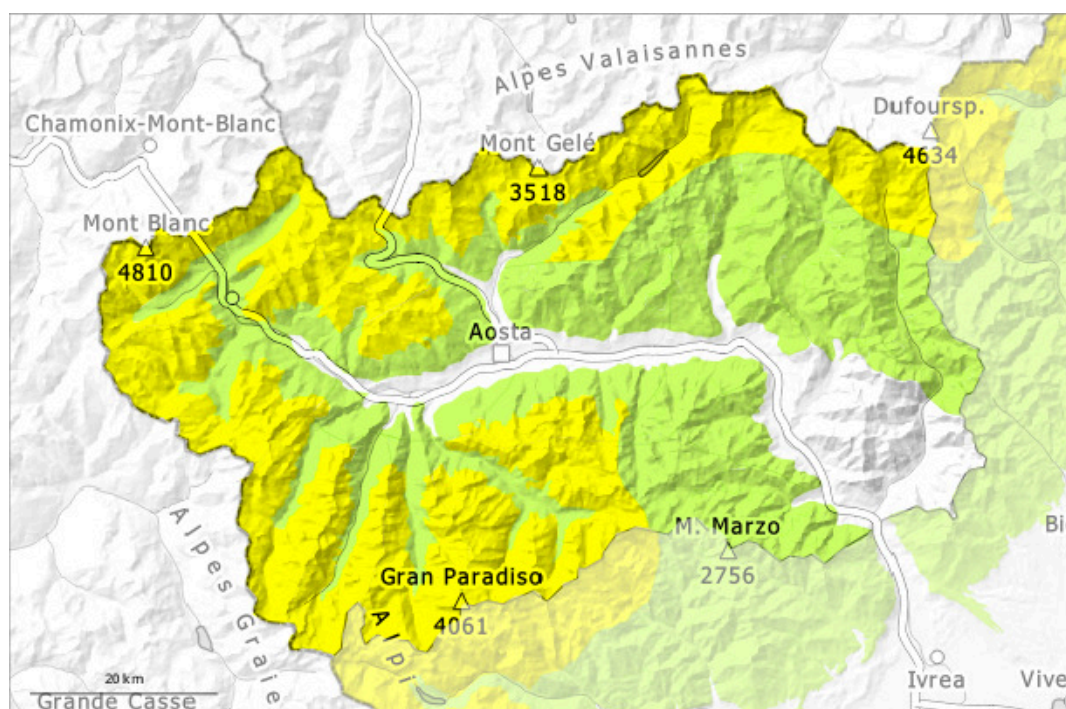 Alpes Valaisannes
Dufoursp.
4634
Chamonix-Mont-Blanc
Mont Gelé
3518
Mont Blanc
4810
Aosta
M. Marzo
2756
Gran Paradiso
4061
Alpes Graie
Alpi
20 km
Grande Casse
Ivrea
Vive
Bi